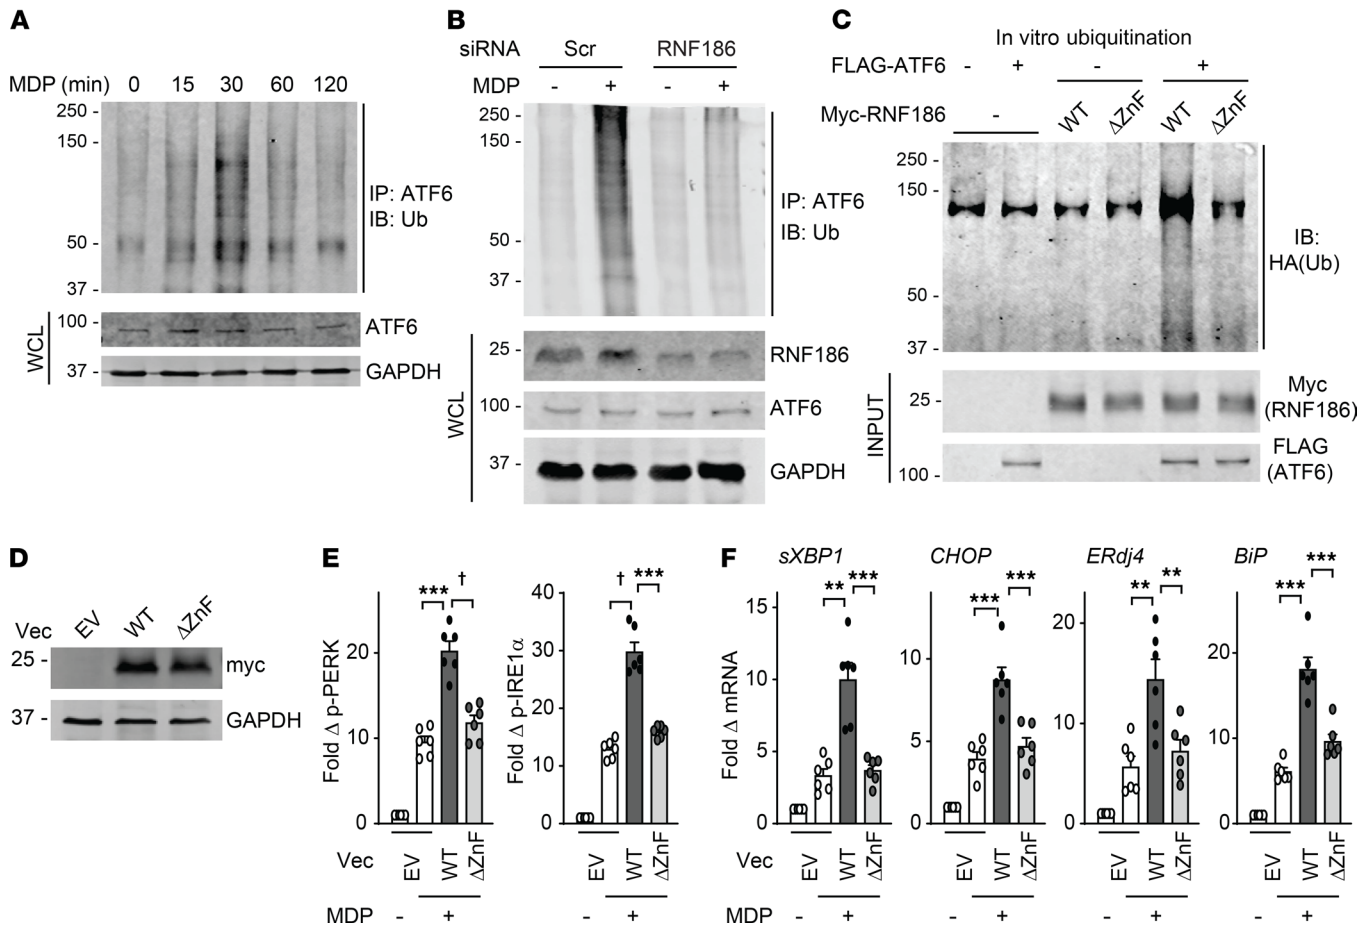 A
MDP (min) 0 15 30 60 120
250 -
150 -
50 -
37 -
IP: ATF6
IB: Ub
WCL
100 -
ATF6
37 -
GAPDH
B
siRNA Scr RNF186
MDP - + - +
250 -
150 -
50 -
37 -
IP: ATF6
IB: Ub
WCL
25 -
RNF186
100 -
ATF6
37 -
GAPDH
C
In vitro ubiquitination
FLAG-ATF6 - + - +
Myc-RNF186 - WT ΔZnF WT ΔZnF
250 -
150 -
50 -
37 -
IB:
HA(Ub)
INPUT
25 -
Myc
(RNF186)
100 -
FLAG
(ATF6)
D
Vec EV WT ΔZnF
25 -
myc
37 -
GAPDH
E
Fold Δ p-PERK
20
10
0
*** †
Fold Δ p-IRE1α
40
30
20
10
0
† ***
Vec EV WT ΔZnF EV WT ΔZnF
MDP - + - +
F
sXBP1 CHOP ERdj4 BiP
Fold Δ mRNA
15
10
5
0
** ***
10
5
0
*** ***
20
10
0
** **
20
10
0
*** ***
Vec EV WT ΔZnF EV WT ΔZnF EV WT ΔZnF EV WT ΔZnF
MDP - + - + - + - +